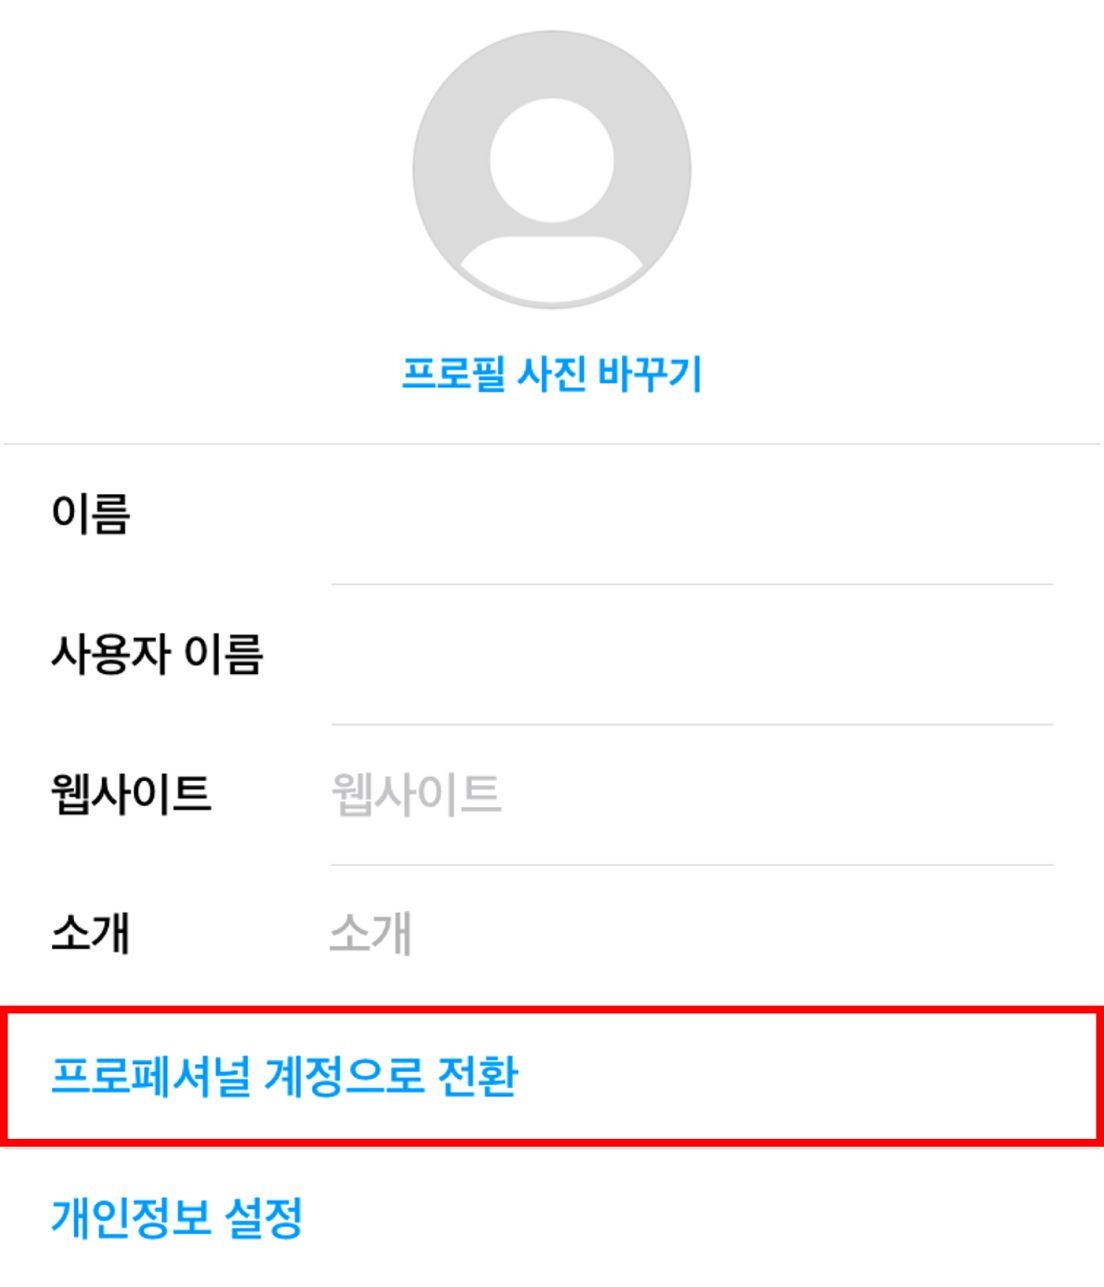 프로필 사진 바꾸기
이름
사용자 이름
웹사이트 웹사이트
소개 소개
프로페셔널 계정으로 전환
개인정보 설정